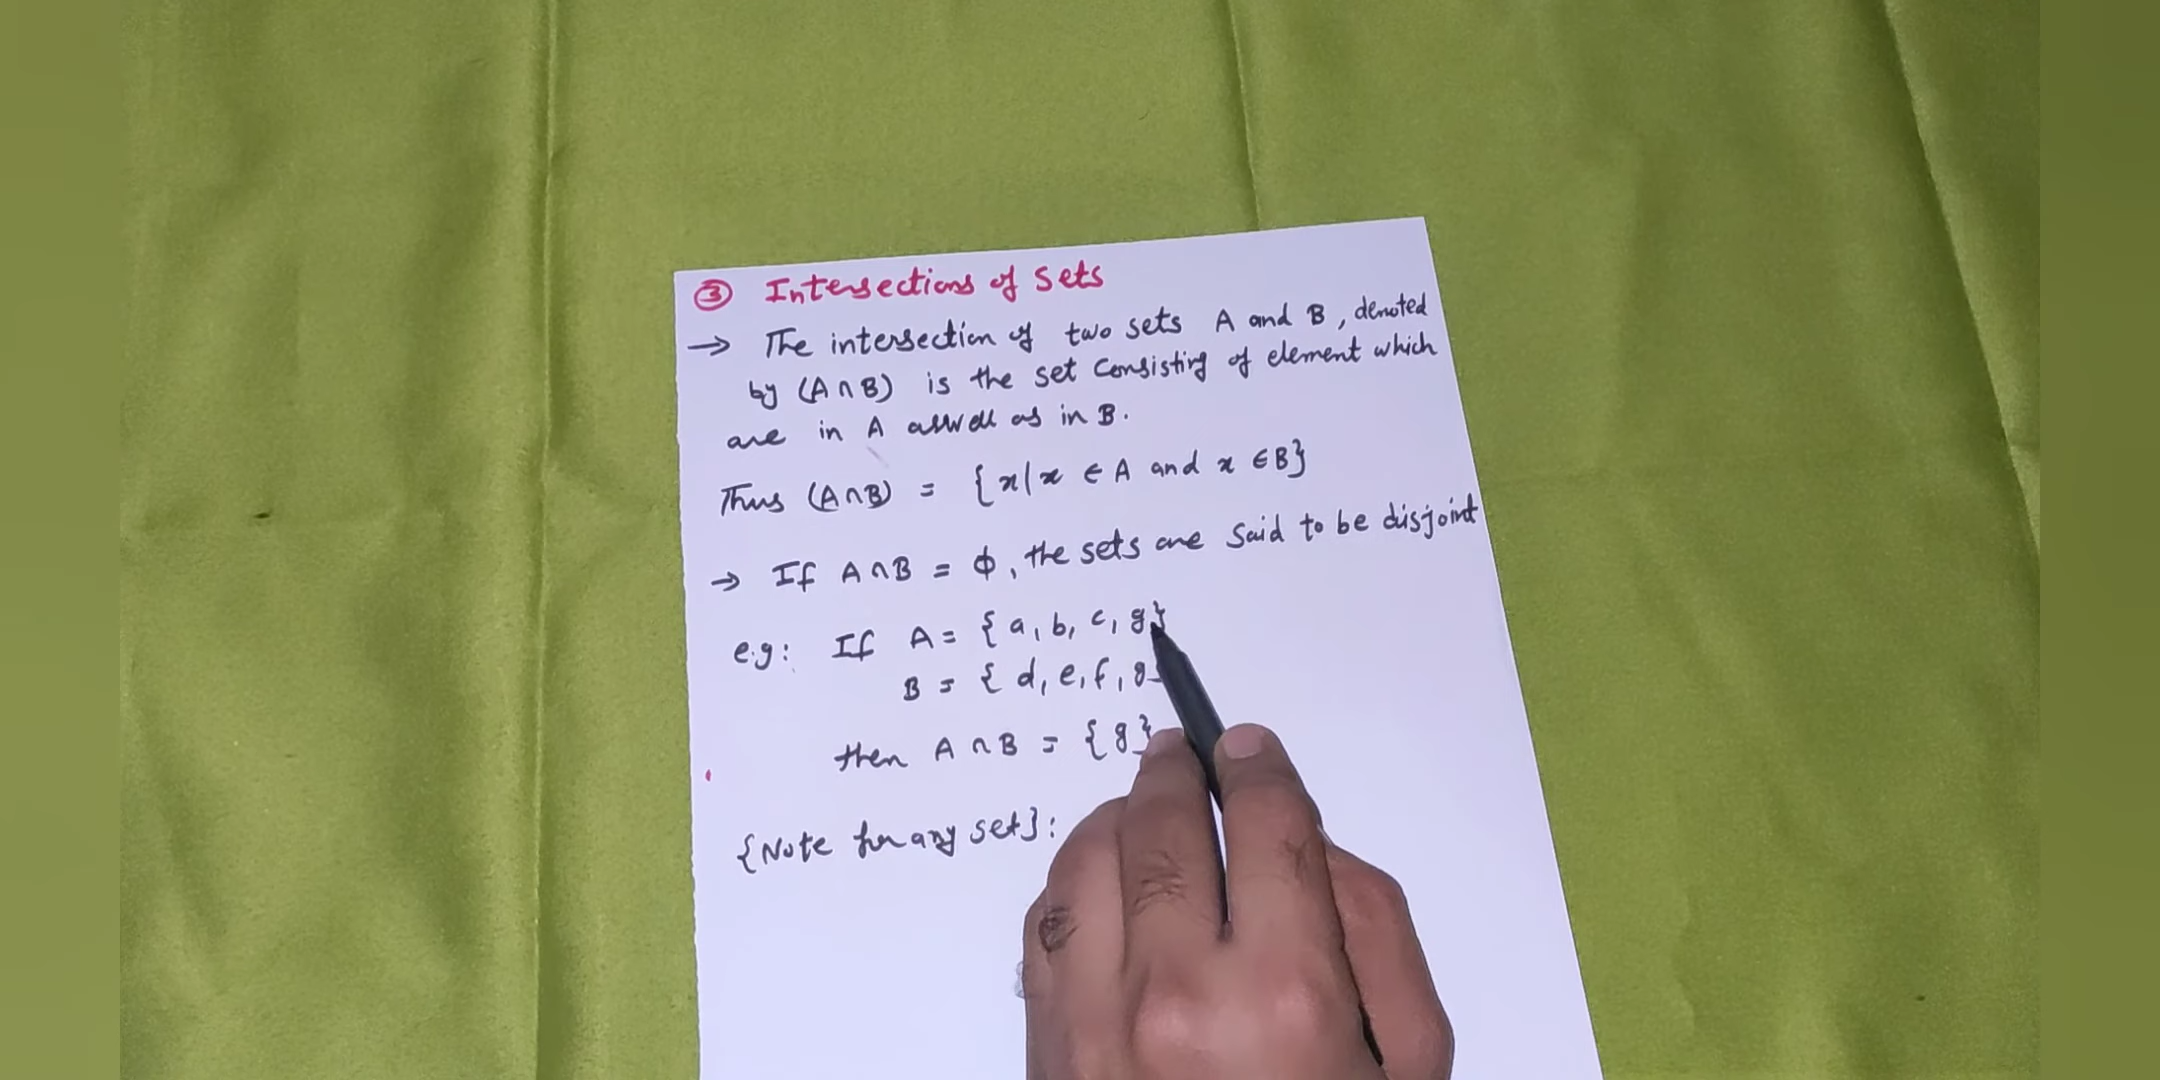 ③ Intersections of Sets
→ The intersection of two sets A and B, denoted
by (A ∩ B) is the set consisting of element which
are in A aswell as in B.
Thus (A∩B) = {x/x ∈ A and x ∈ B}
→ If A ∩ B = ϕ, the sets are said to be disjoint
e.g: If A = {a, b, c, g}
B = {d, e, f, g}
then A ∩ B = {g}
{Note for any set}: